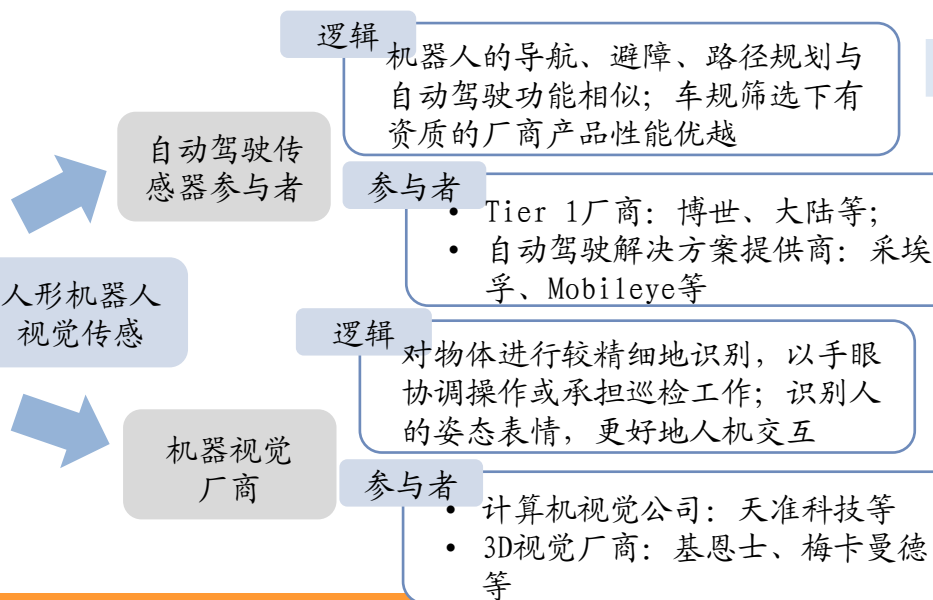 逻辑
机器人的导航、避障、路径规划与
自动驾驶功能相似；车规筛选下有
资质的厂商产品性能优越
自动驾驶传
感器参与者
参与者
• Tier 1厂商：博世、大陆等；
• 自动驾驶解决方案提供商：采埃
孚、Mobileye等
人形机器人
视觉传感
逻辑
对物体进行较精细地识别，以手眼
协调操作或承担巡检工作；识别人
的姿态表情，更好地人机交互
机器视觉
厂商
参与者
• 计算机视觉公司：天准科技等
• 3D视觉厂商：基恩士、梅卡曼德
等